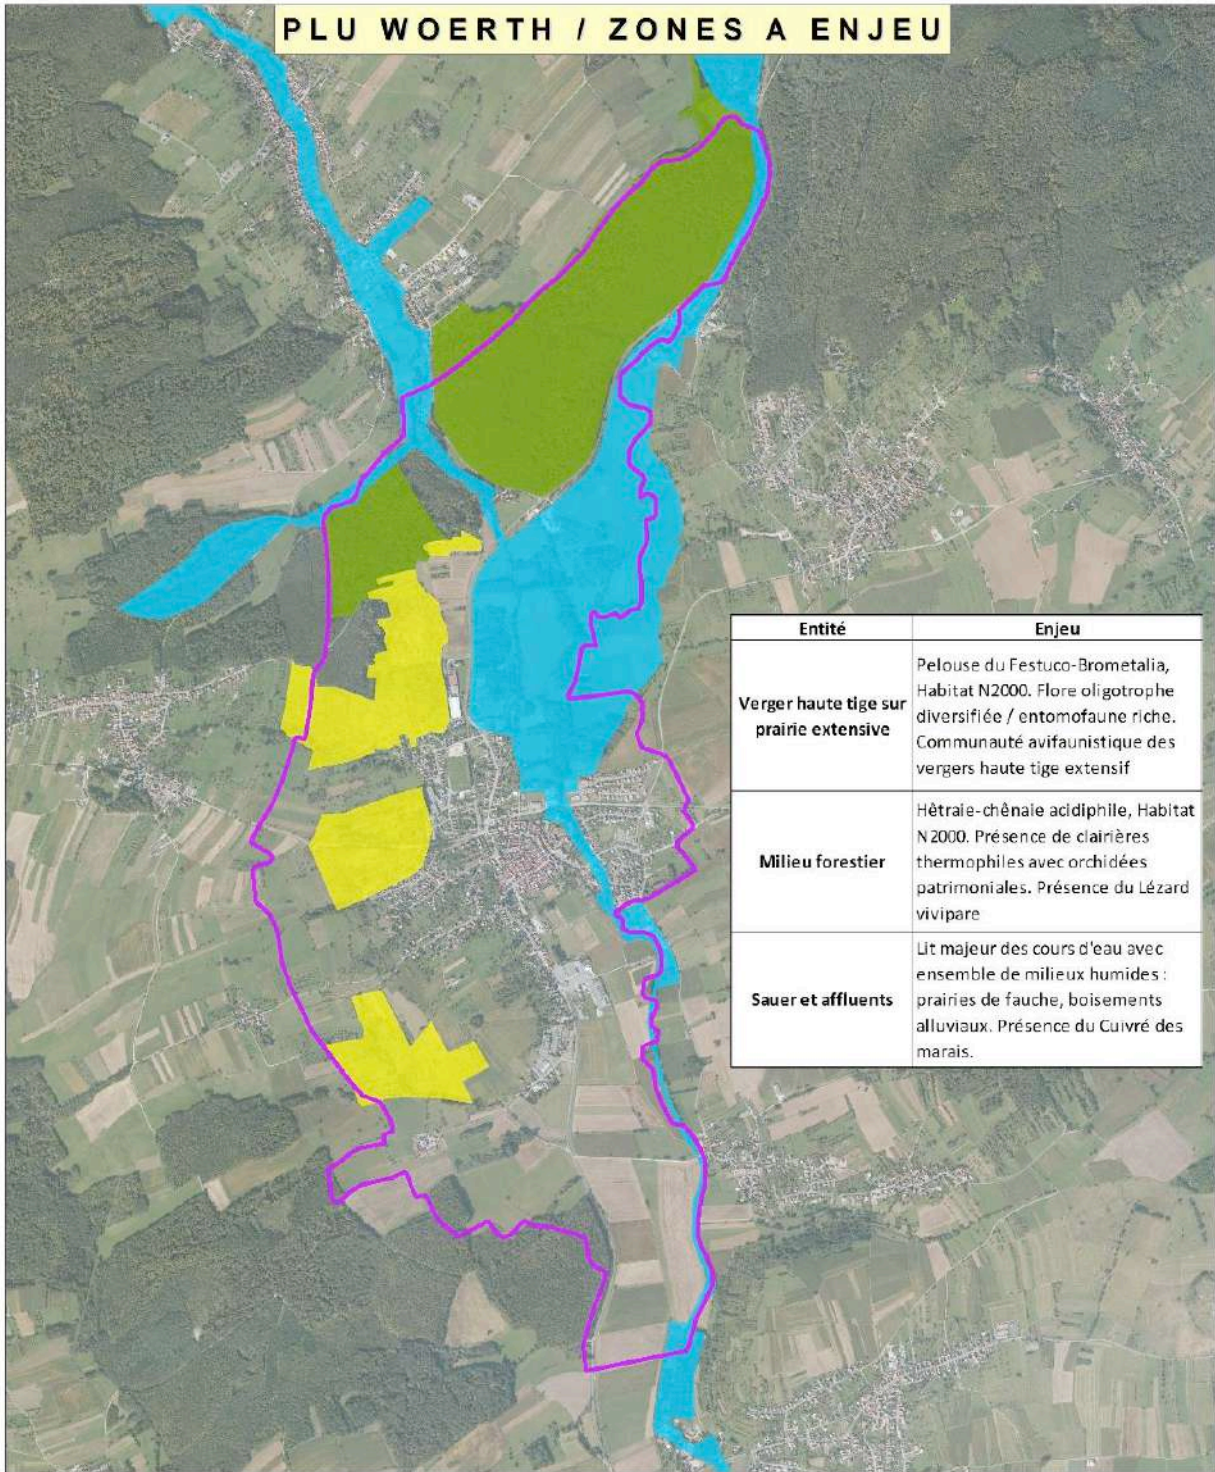 PLU WOERTH / ZONES A ENJEU
Entité
Enjeu
Verger haute tige sur
prairie extensive
Pelouse du Festuco-Brometalia,
Habitat N2000. Flore oligotrophe
diversifiée / entomofaune riche.
Communauté avifaunistique des
vergers haute tige extensif
Milieu forestier
Hêtraie-chênaie acidiphile, Habitat
N2000. Présence de clairières
thermophiles avec orchidées
patrimoniales. Présence du Lézard
vivipare
Sauer et affluents
Lit majeur des cours d'eau avec
ensemble de milieux humides :
prairies de fauche, boisements
alluviaux. Présence du Cuivré des
marais.